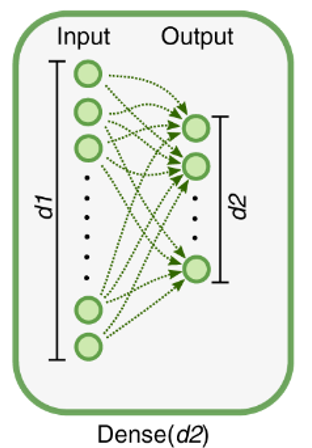 Input Output
d1
d2
Dense(d2)